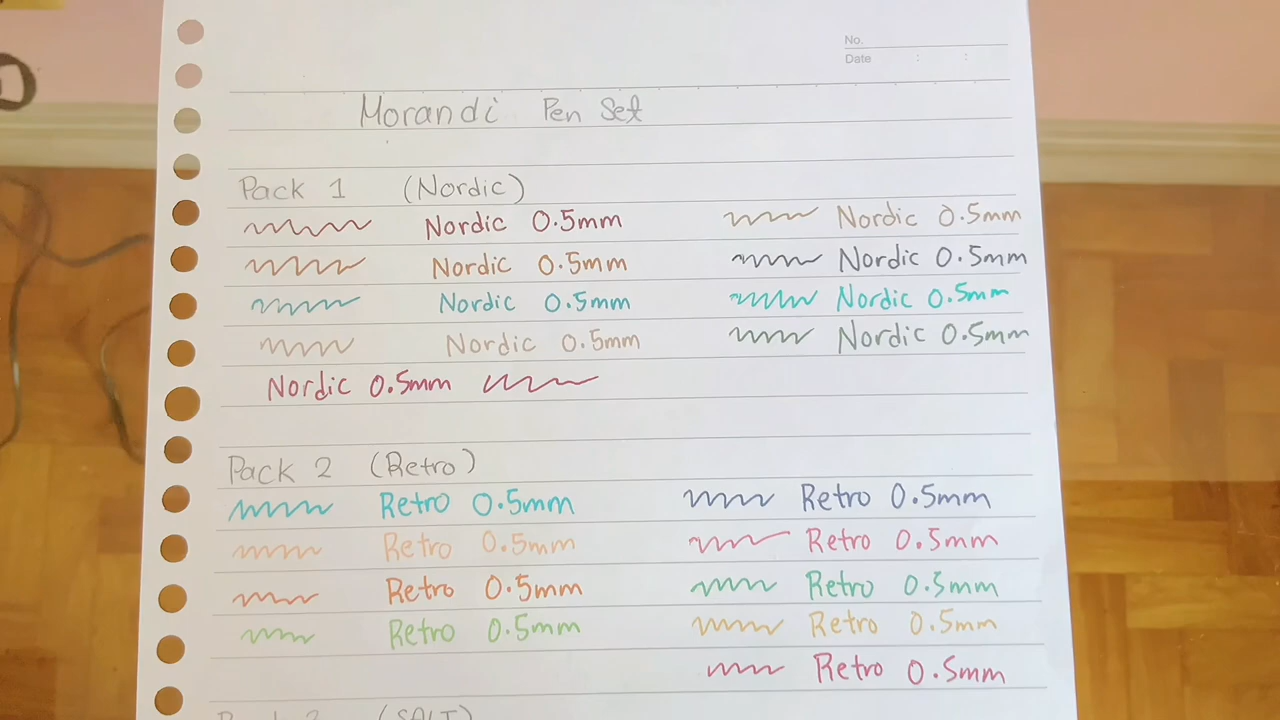 No.
Date : :
Morandi Pen Set
Pack 1 (Nordic)
Nordic 0.5mm Nordic 0.5mm
Nordic 0.5mm Nordic 0.5mm
Nordic 0.5mm Nordic 0.5mm
Nordic 0.5mm Nordic 0.5mm
Nordic 0.5mm
Pack 2 (Retro)
Retro 0.5mm Retro 0.5mm
Retro 0.5mm Retro 0.5mm
Retro 0.5mm Retro 0.5mm
Retro 0.5mm Retro 0.5mm
Retro 0.5mm
Pack 3 (SALT)